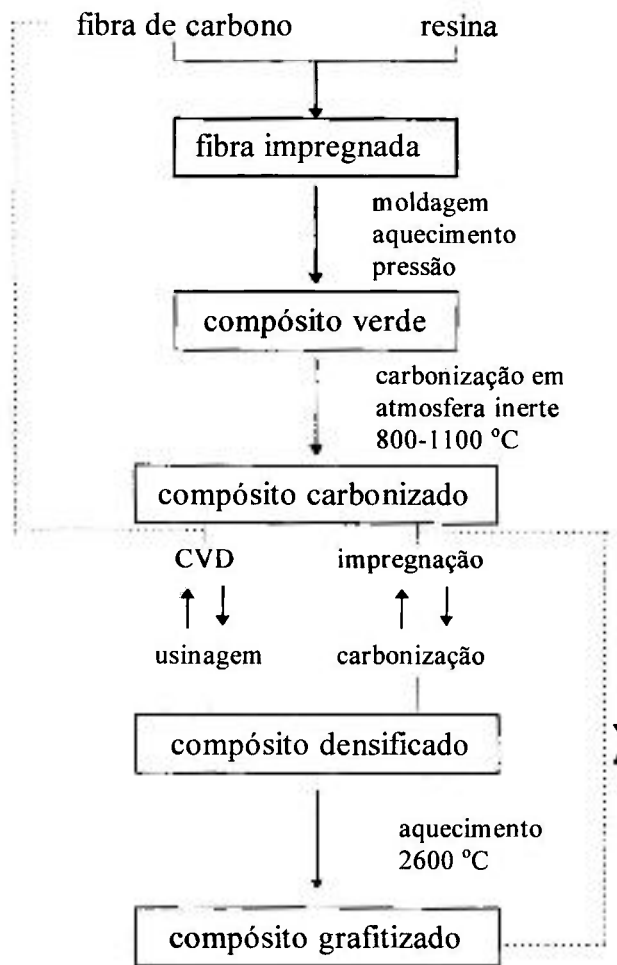 fibra de carbono resina
fibra impregnada
moldagem
aquecimento
pressão
compósito verde
carbonização em
atmosfera inerte
800-1100 °C
compósito carbonizado
CVD impregnação
usinagem carbonização
compósito densificado
aquecimento
2600 °C
compósito grafitizado